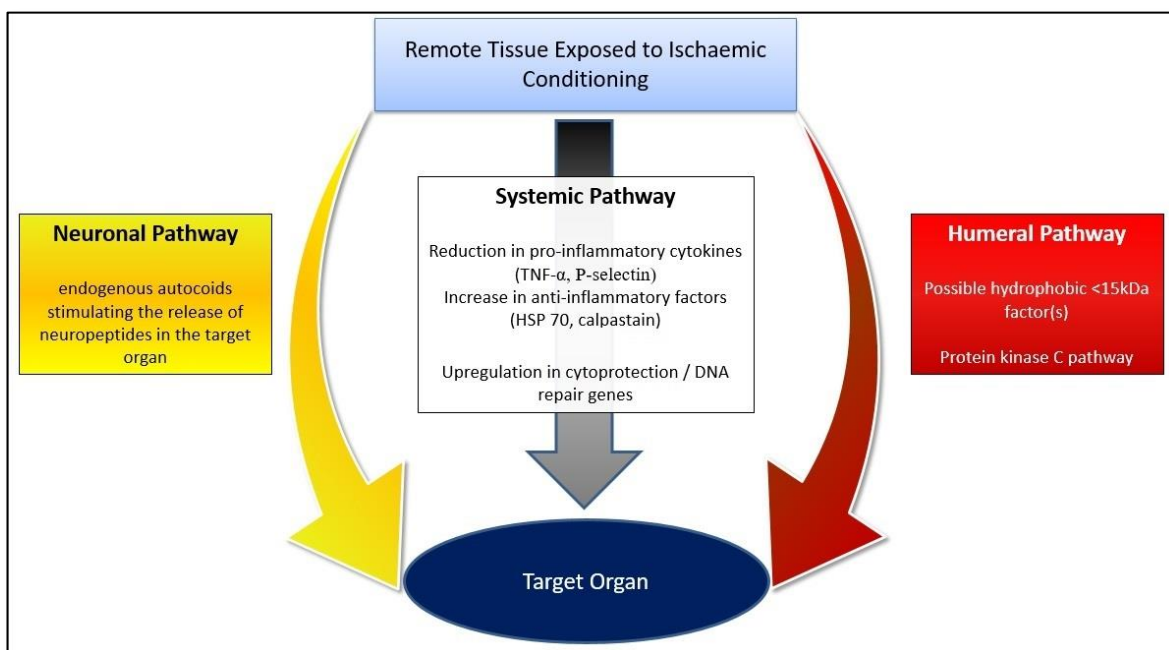 Remote Tissue Exposed to Ischaemic
Conditioning
Neuronal Pathway
endogenous autocoids
stimulating the release of
neuropeptides in the target
organ
Systemic Pathway
Reduction in pro-inflammatory cytokines
(TNF-α, P-selectin)
Increase in anti-inflammatory factors
(HSP 70, calpastain)
Upregulation in cytoprotection / DNA
repair genes
Humeral Pathway
Possible hydrophobic <15kDa
factor(s)
Protein kinase C pathway
Target Organ